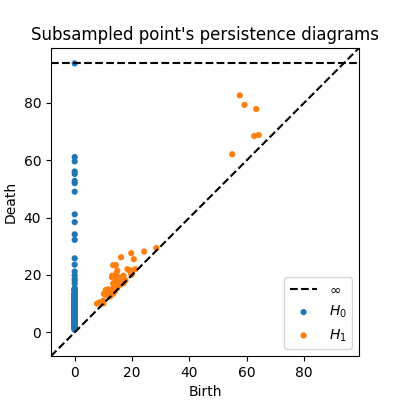 Subsampled point's persistence diagrams
Death
80
60
40
20
0
0 20 40 60 80
Birth
∞
H₀
H₁